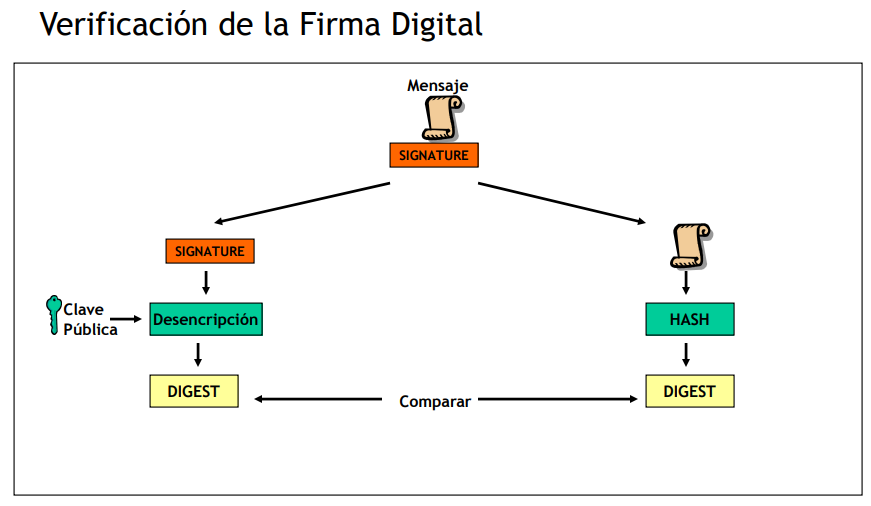 Verificación de la Firma Digital
Mensaje
SIGNATURE
SIGNATURE
Clave
Pública
Desencripción
HASH
DIGEST
Comparar
DIGEST